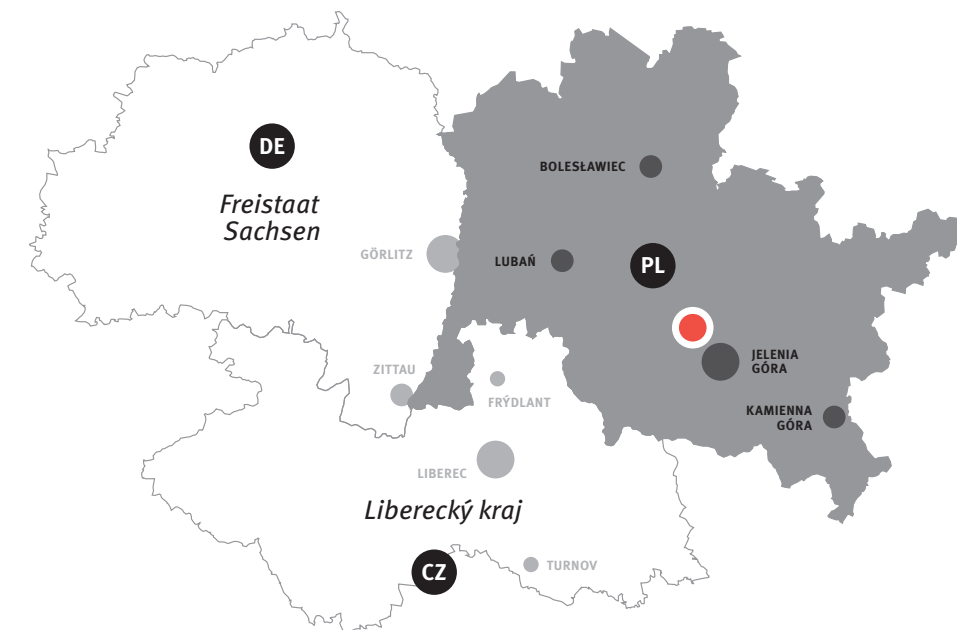 DE
Freistaat
Sachsen
BOLESŁAWIEC
GÖRLITZ
LUBAŃ
PL
JELENIA
GÓRA
ZITTAU
FRÝDLANT
KAMIENNA
GÓRA
LIBEREC
Liberecký kraj
CZ
TURNOV